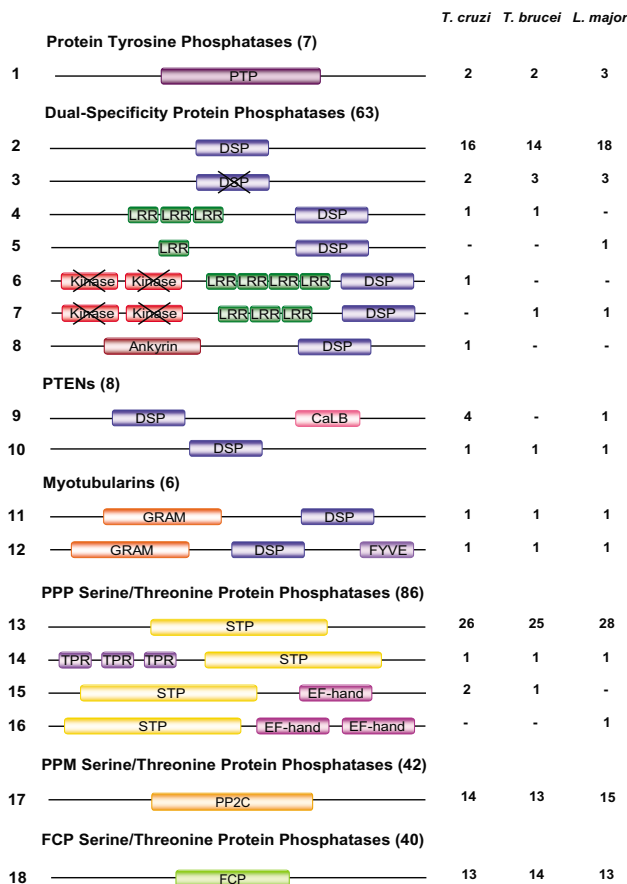 T. cruzi T. brucei L. major
Protein Tyrosine Phosphatases (7)
1 PTP 2 2 3
Dual-Specificity Protein Phosphatases (63)
2 DSP 16 14 18
3 DSP 2 3 3
4 LRR LRR LRR DSP 1 1 -
5 LRR DSP - - 1
6 Kinase Kinase LRR LRR LRR LRR DSP 1 - -
7 Kinase Kinase LRR LRR LRR DSP - 1 1
8 Ankyrin DSP 1 - -
PTENs (8)
9 DSP CaLB 4 - 1
10 DSP 1 1 1
Myotubularins (6)
11 GRAM DSP 1 1 1
12 GRAM DSP FYVE 1 1 1
PPP Serine/Threonine Protein Phosphatases (86)
13 STP 26 25 28
14 TPR TPR TPR STP 1 1 1
15 STP EF-hand 2 1 -
16 STP EF-hand EF-hand - - 1
PPM Serine/Threonine Protein Phosphatases (42)
17 PP2C 14 13 15
FCP Serine/Threonine Protein Phosphatases (40)
18 FCP 13 14 13